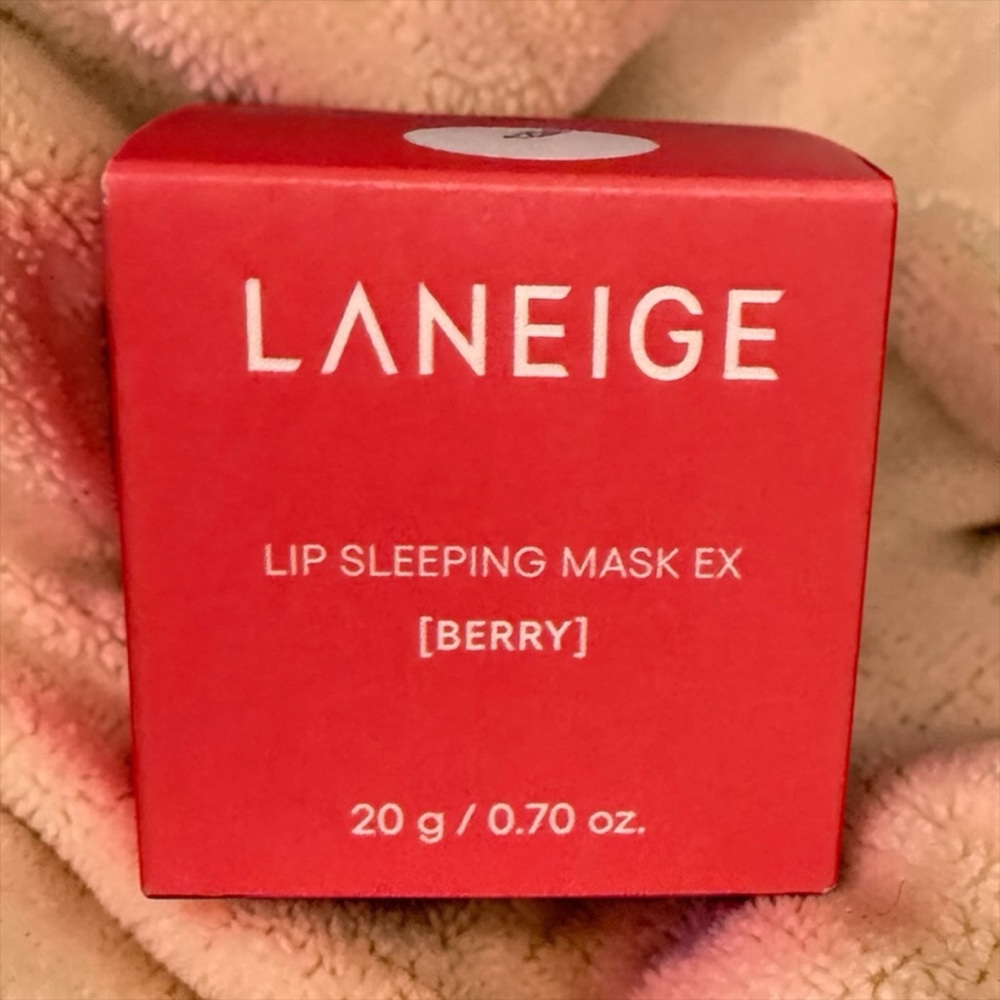 LANEIGE
LIP SLEEPING MASK EX
[BERRY]
20 g / 0.70 oz.